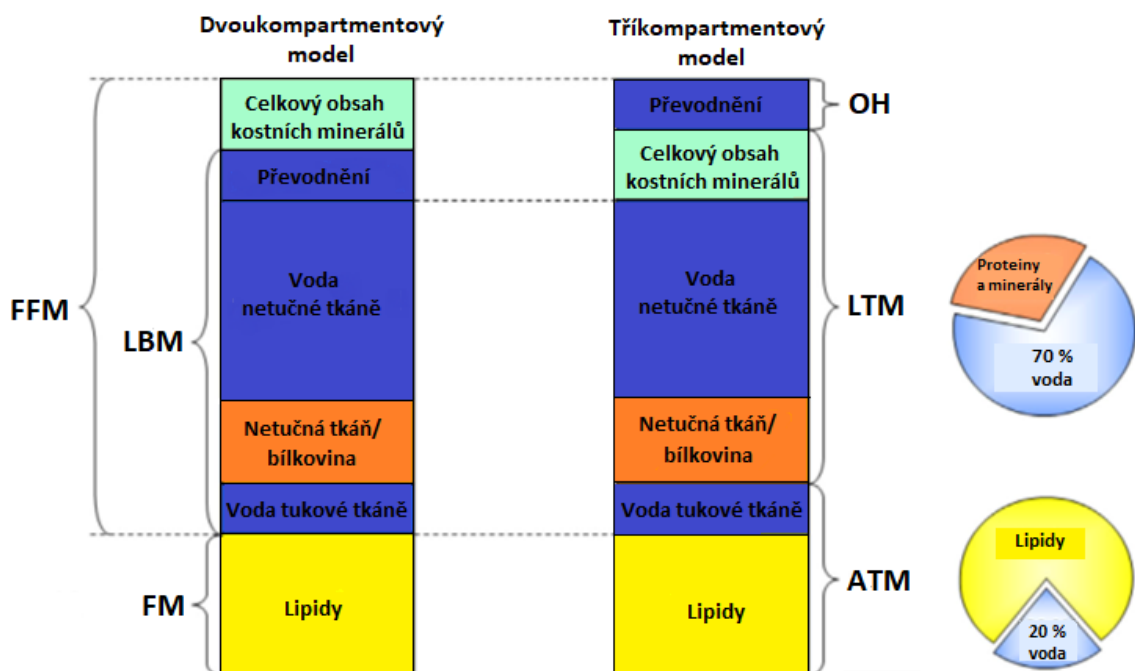 Dvoukompartmentový
model
Tříkompartmentový
model
Celkový obsah
kostních minerálů
Převodnění
Voda
netučné tkáně
Netučná tkáň/
bílkovina
Voda tukové tkáně
Lipidy
FFM
LBM
FM
Převodnění
Celkový obsah
kostních minerálů
Voda
netučné tkáně
Netučná tkáň/
bílkovina
Voda tukové tkáně
Lipidy
OH
LTM
ATM
Proteiny
a minerály
70 %
voda
Lipidy
20 %
voda